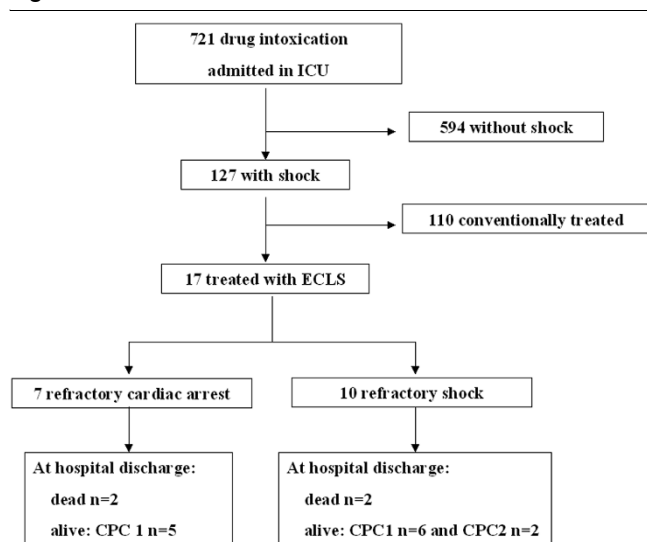 721 drug intoxication
admitted in ICU
594 without shock
127 with shock
110 conventionally treated
17 treated with ECLS
7 refractory cardiac arrest
10 refractory shock
At hospital discharge:
dead n=2
alive: CPC 1 n=5
At hospital discharge:
dead n=2
alive: CPC1 n=6 and CPC2 n=2